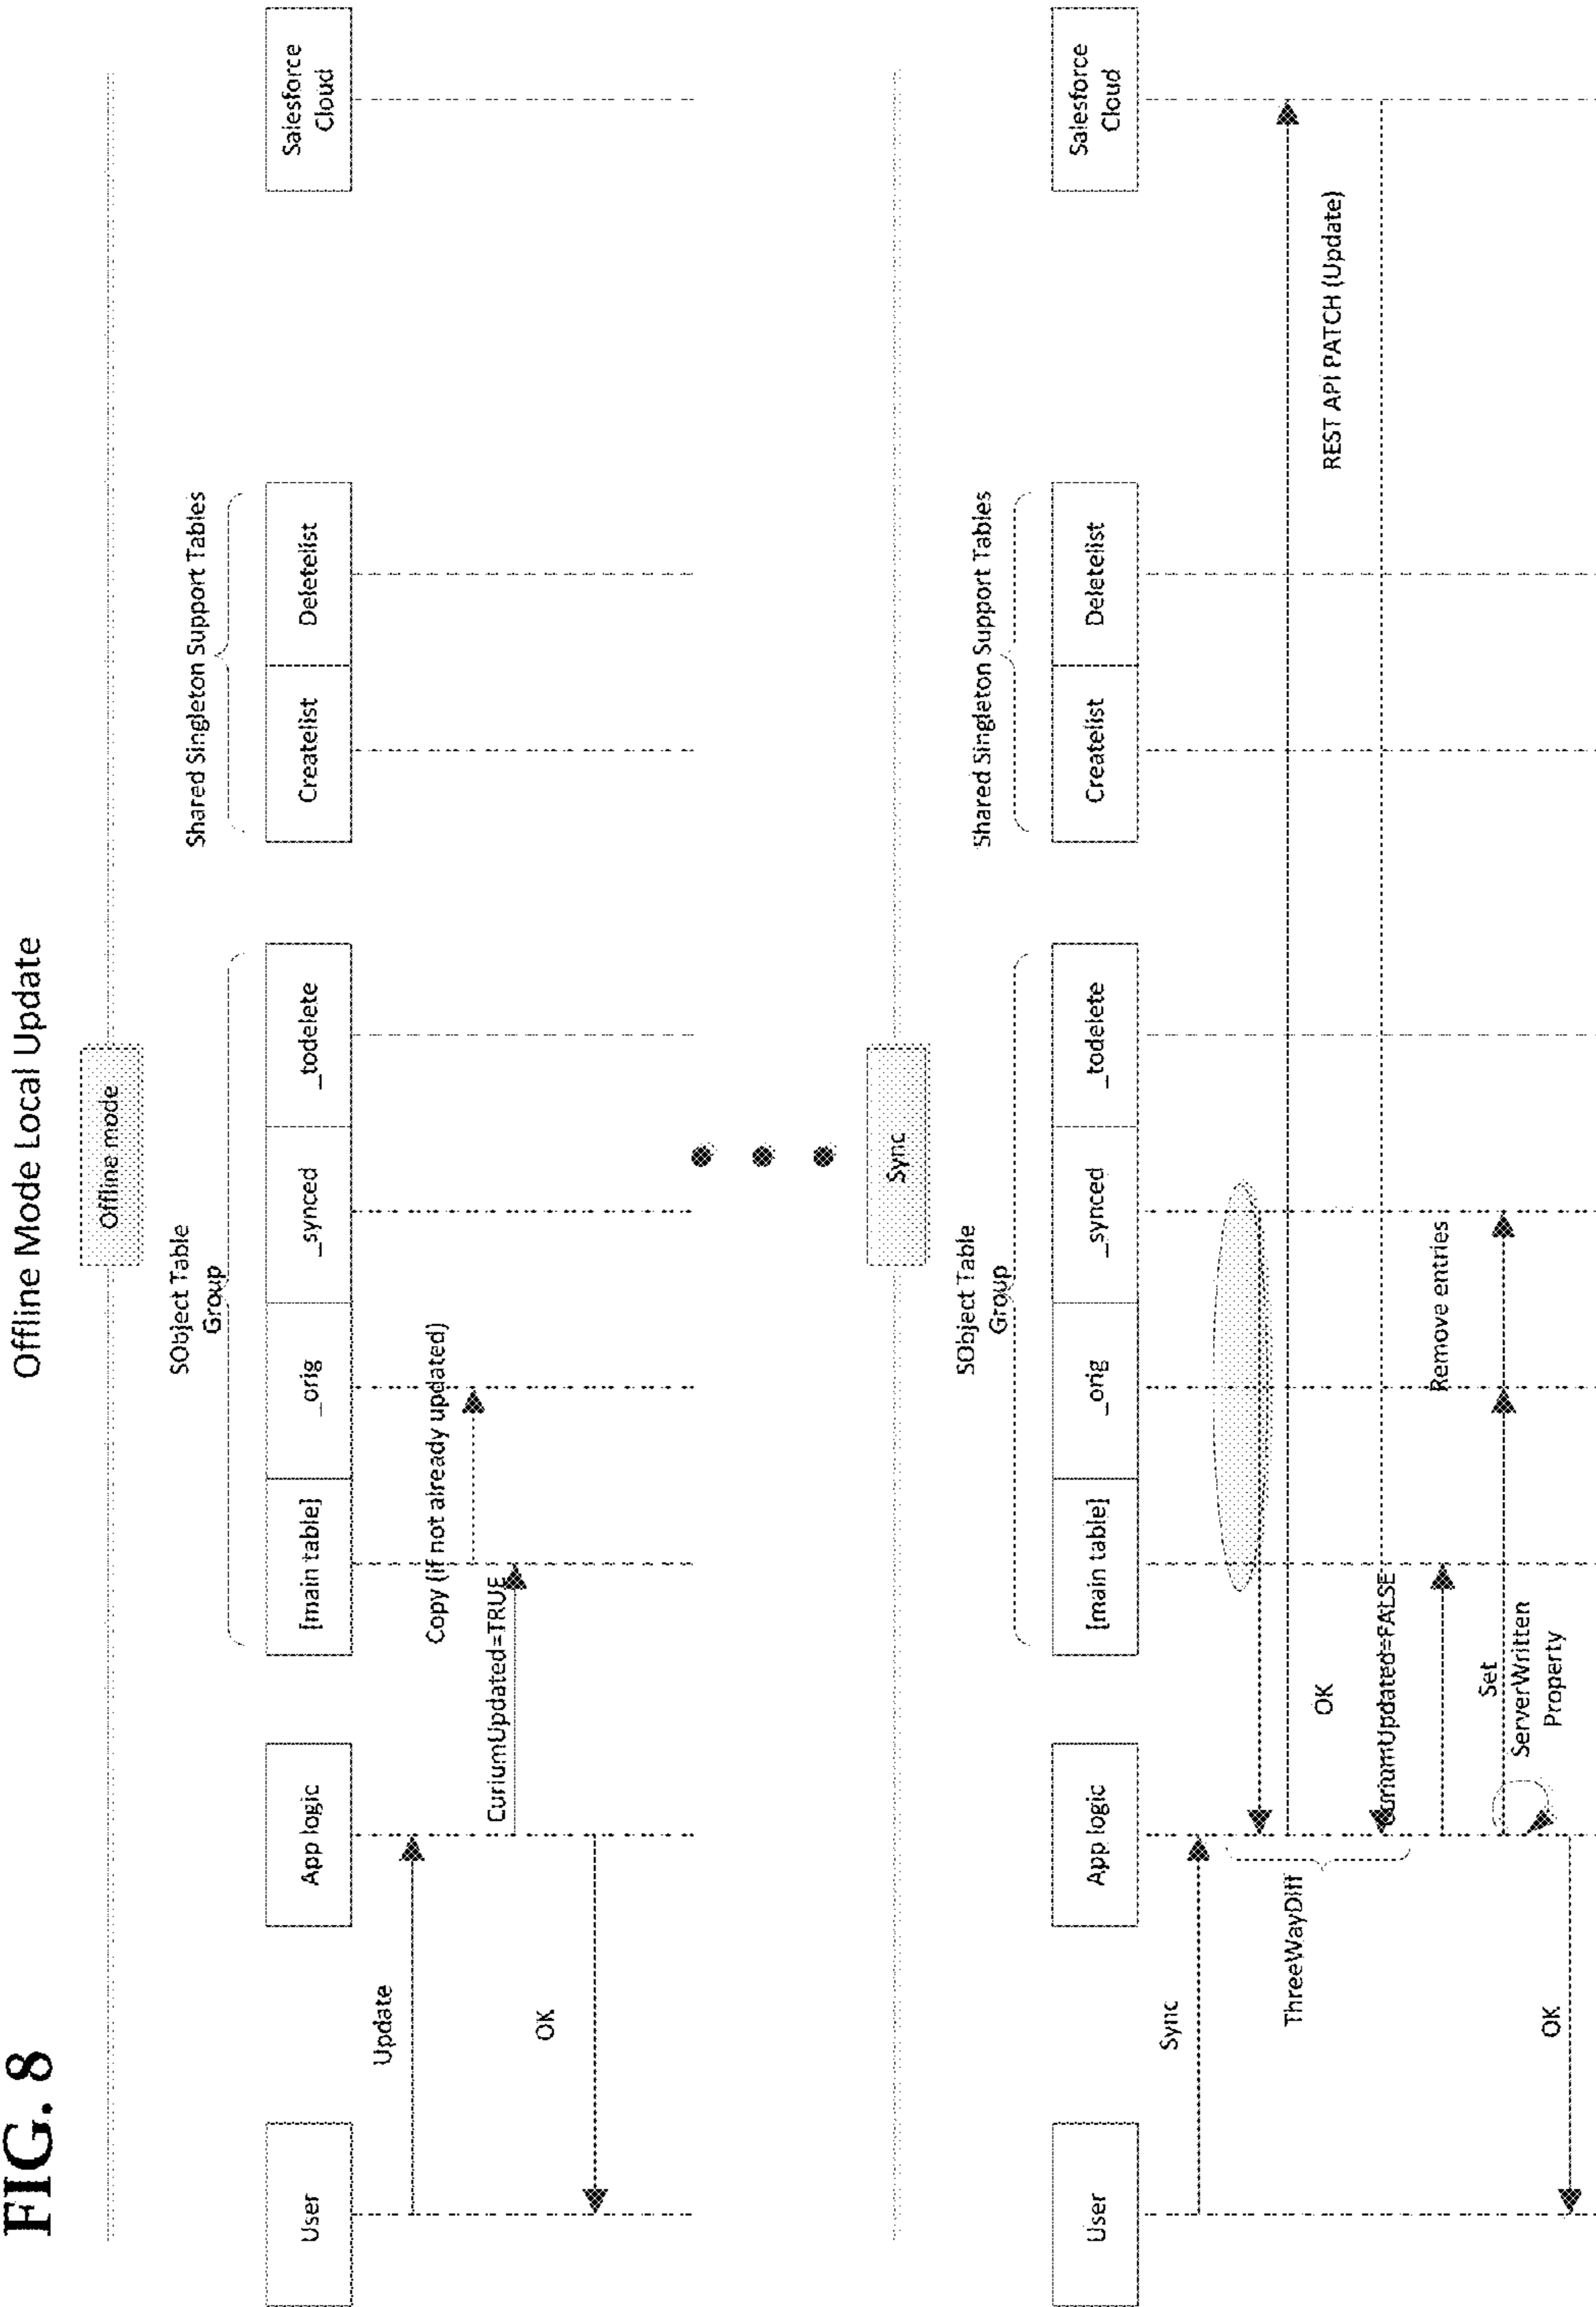 FIG. 8
Offline Mode Local Update
Offline mode
SObject Table
Group
Shared Singleton Support Tables
User
App logic
[main table]
_orig
_synced
_todelete
Createlist
Deletelist
Salesforce
Cloud
Update
Copy (if not already updated)
CuriumUpdated=TRUE
OK
Sync
SObject Table
Group
Shared Singleton Support Tables
User
App logic
[main table]
_orig
_synced
_todelete
Createlist
Deletelist
Salesforce
Cloud
Sync
ThreeWayDiff
OK
REST API PATCH (Update)
CuriumUpdated=FALSE
Remove entries
Set
ServerWritten
Property
OK